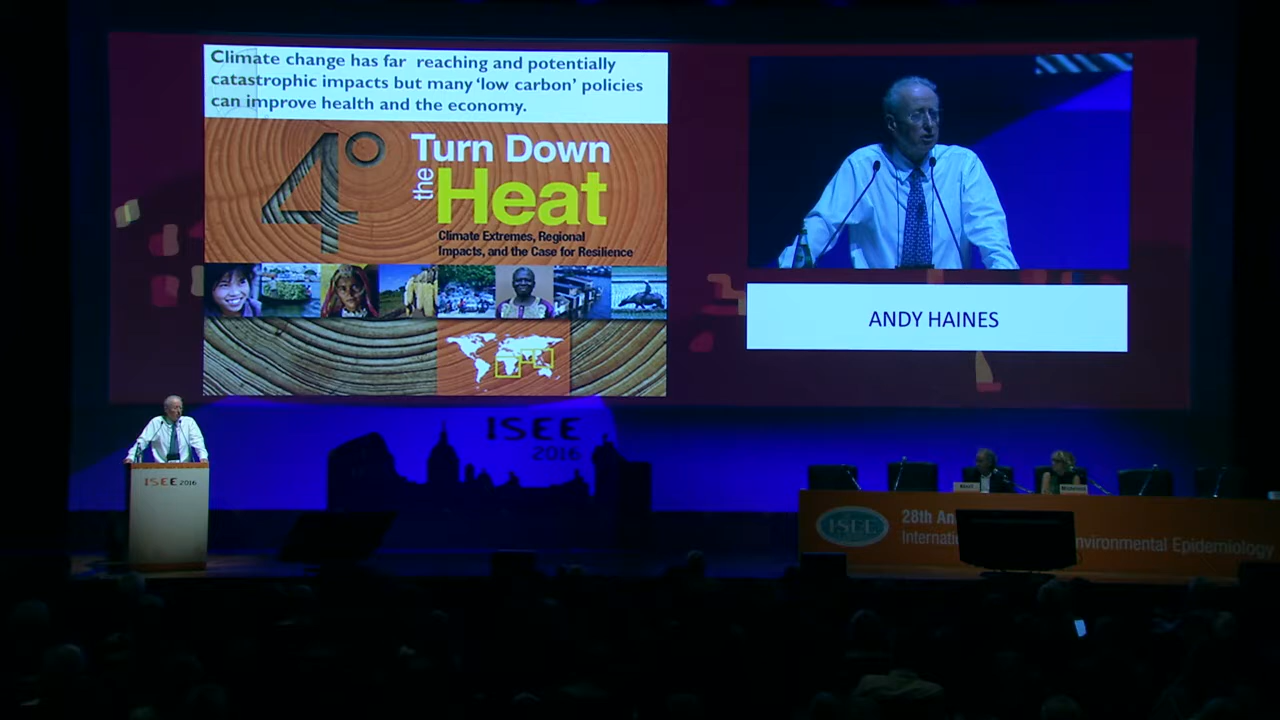 Climate change has far reaching and potentially
catastrophic impacts but many 'low carbon' policies
can improve health and the economy.
4°
Turn Down
the
Heat
Climate Extremes, Regional
Impacts, and the Case for Resilience
ANDY HAINES
ISEE
2016
ISEE 2016
ISEE
28th An
Internatio
nvironmental Epidemiology